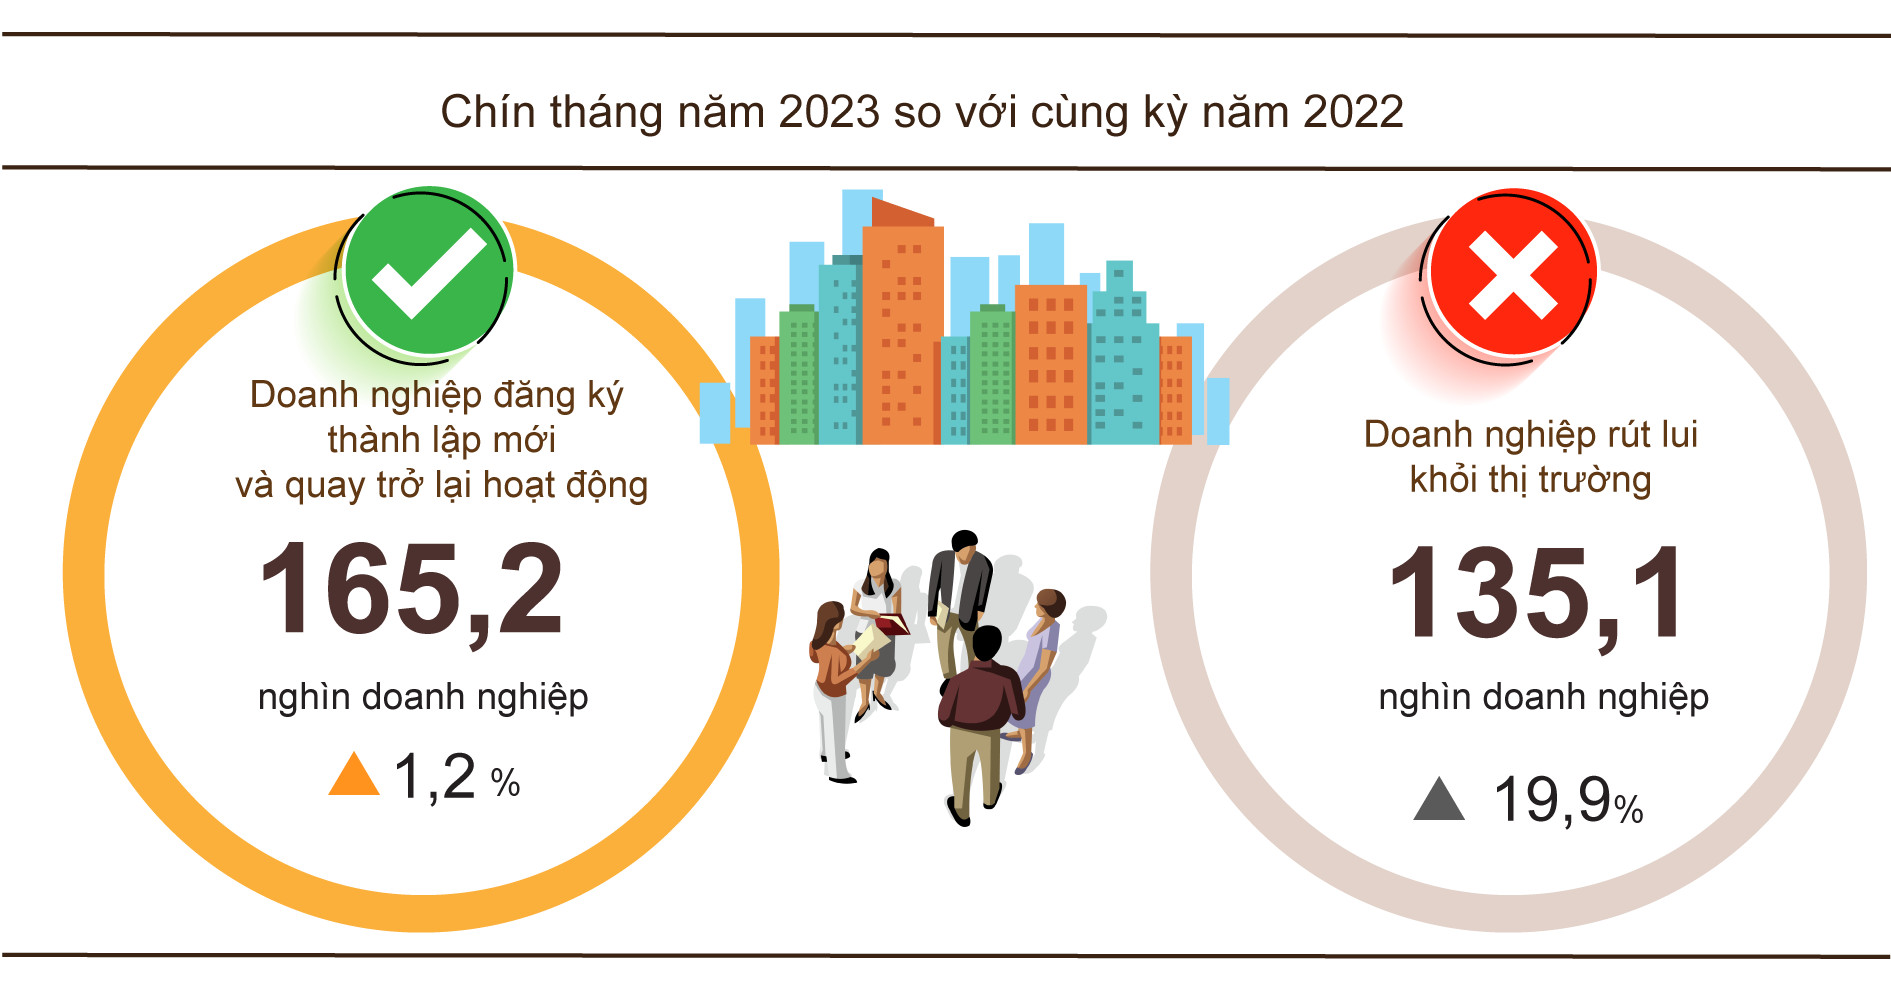 Chín tháng năm 2023 so với cùng kỳ năm 2022
Doanh nghiệp đăng ký
thành lập mới
và quay trở lại hoạt động
165,2
nghìn doanh nghiệp
1,2 %
Doanh nghiệp rút lui
khỏi thị trường
135,1
nghìn doanh nghiệp
19,9%